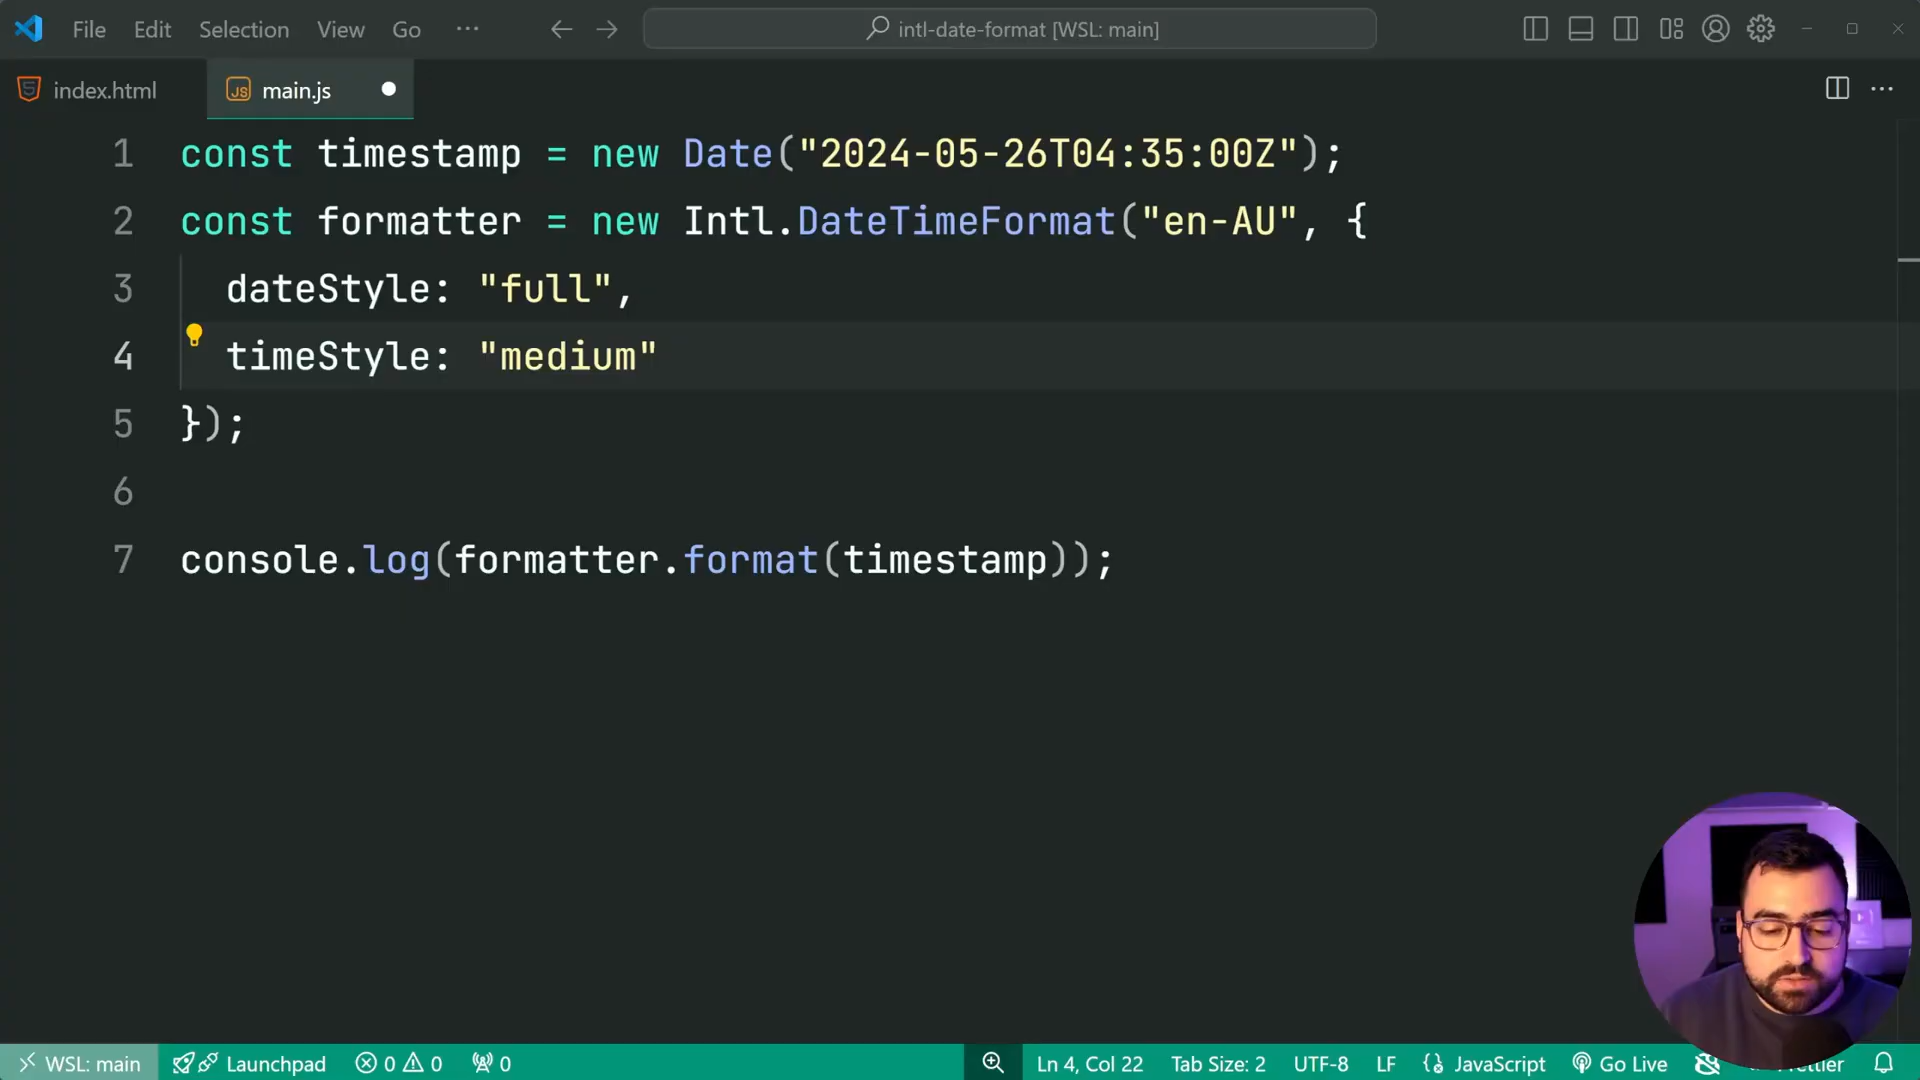 File Edit Selection View Go ··· intl-date-format [WSL: main]
index.html JS main.js
1 const timestamp = new Date("2024-05-26T04:35:00Z");
2 const formatter = new Intl.DateTimeFormat("en-AU", {
3 dateStyle: "full",
4 timeStyle: "medium"
5 });
6
7 console.log(formatter.format(timestamp));
WSL: main Launchpad 0 0 0 Ln 4, Col 22 Tab Size: 2 UTF-8 LF {} JavaScript Go Live